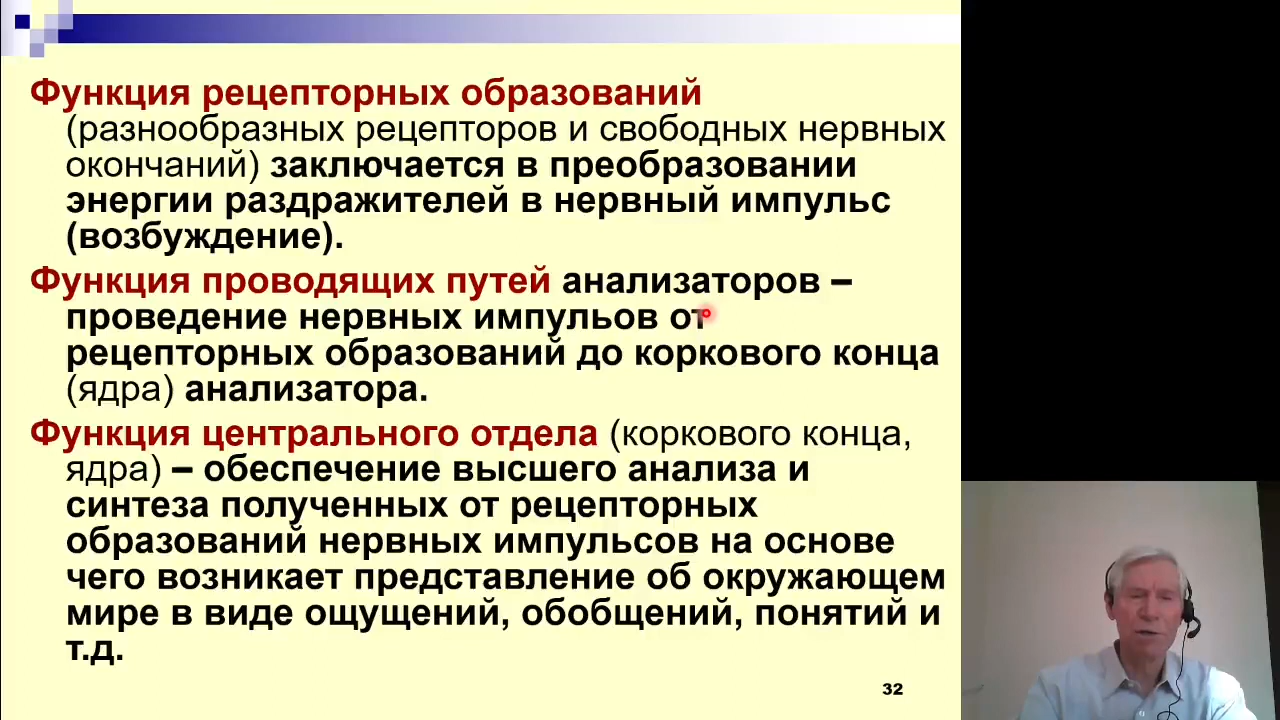 Функция рецепторных образований
(разнообразных рецепторов и свободных нервных
окончаний) заключается в преобразовании
энергии раздражителей в нервный импульс
(возбуждение).
Функция проводящих путей анализаторов –
проведение нервных импульов от
рецепторных образований до коркового конца
(ядра) анализатора.
Функция центрального отдела (коркового конца,
ядра) – обеспечение высшего анализа и
синтеза полученных от рецепторных
образований нервных импульсов на основе
чего возникает представление об окружающем
мире в виде ощущений, обобщений, понятий и
т.д.
32